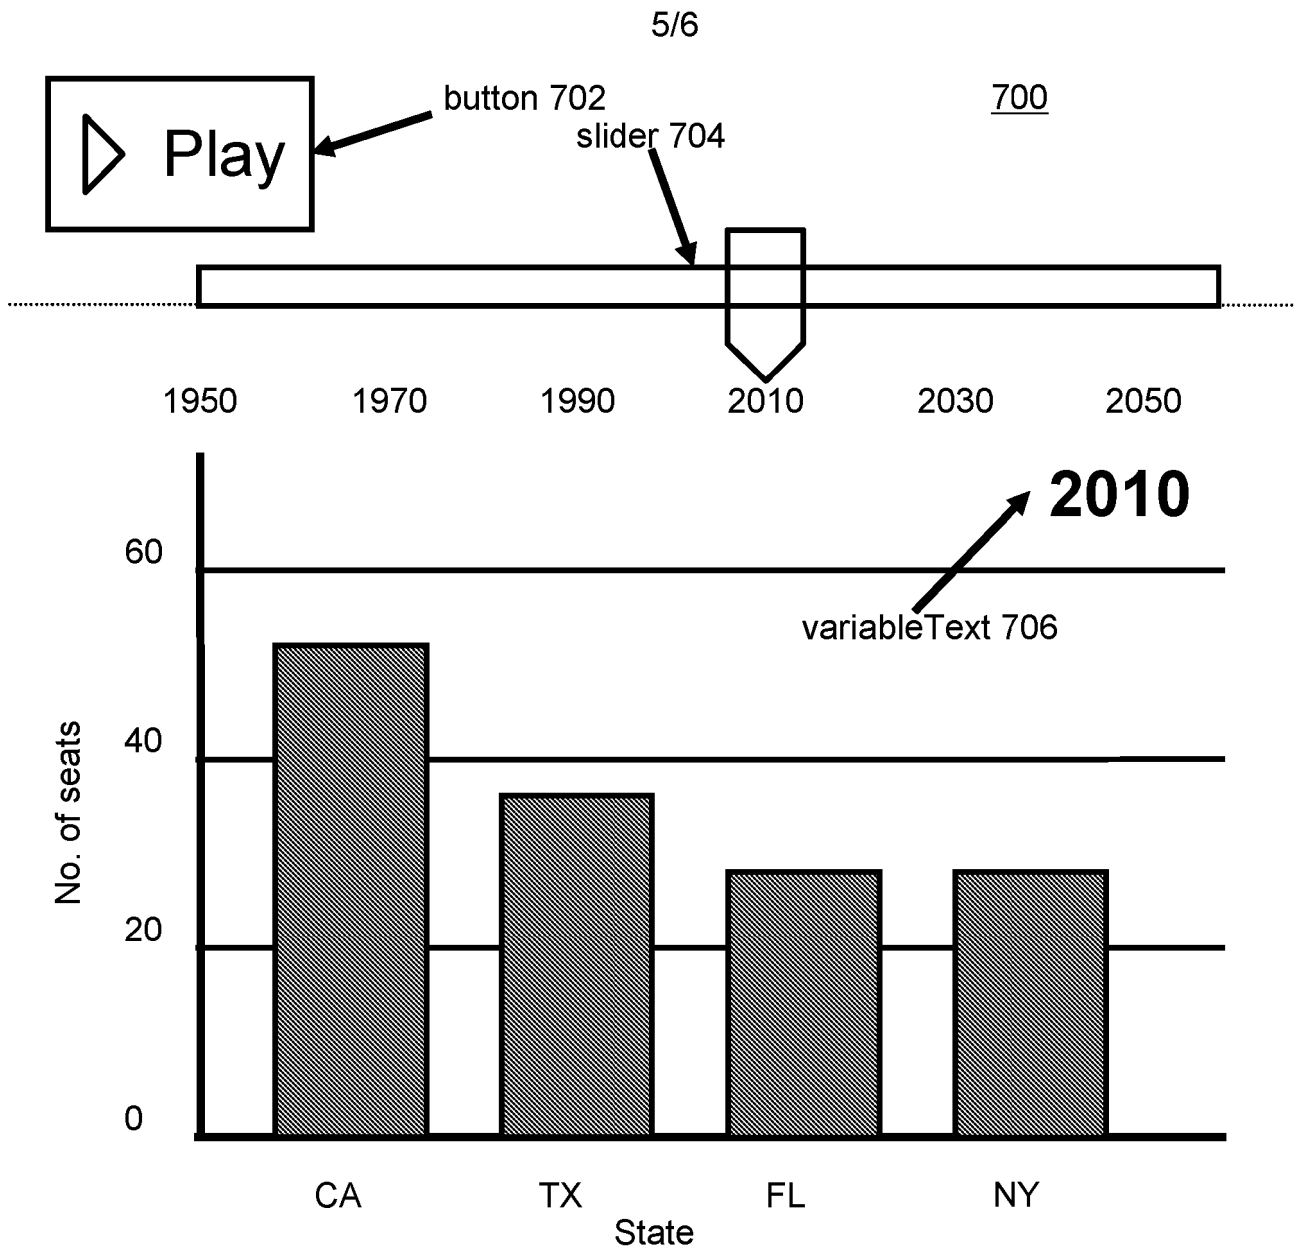 5/6
button 702
700
slider 704
Play
1950 1970 1990 2010 2030 2050
2010
60
variableText 706
40
No. of seats
20
0
CA TX FL NY
State